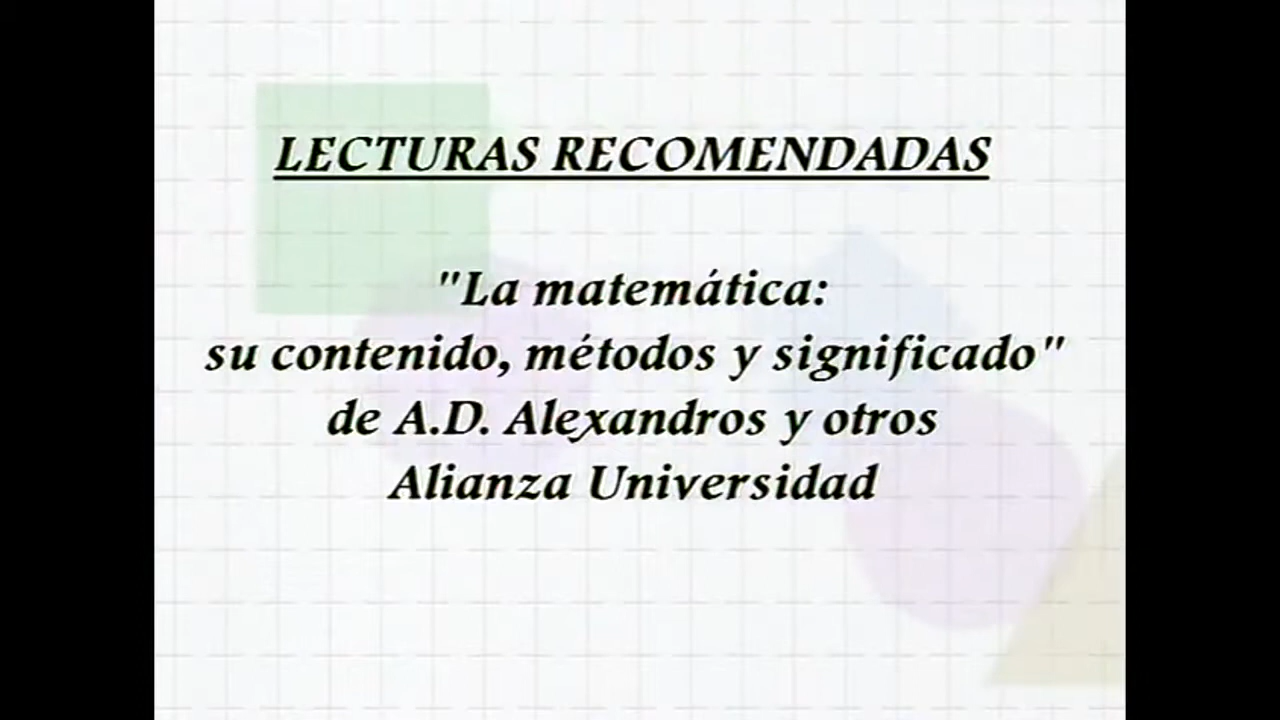 LECTURAS RECOMENDADAS
"La matemática:
su contenido, métodos y significado"
de A.D. Alexandros y otros
Alianza Universidad